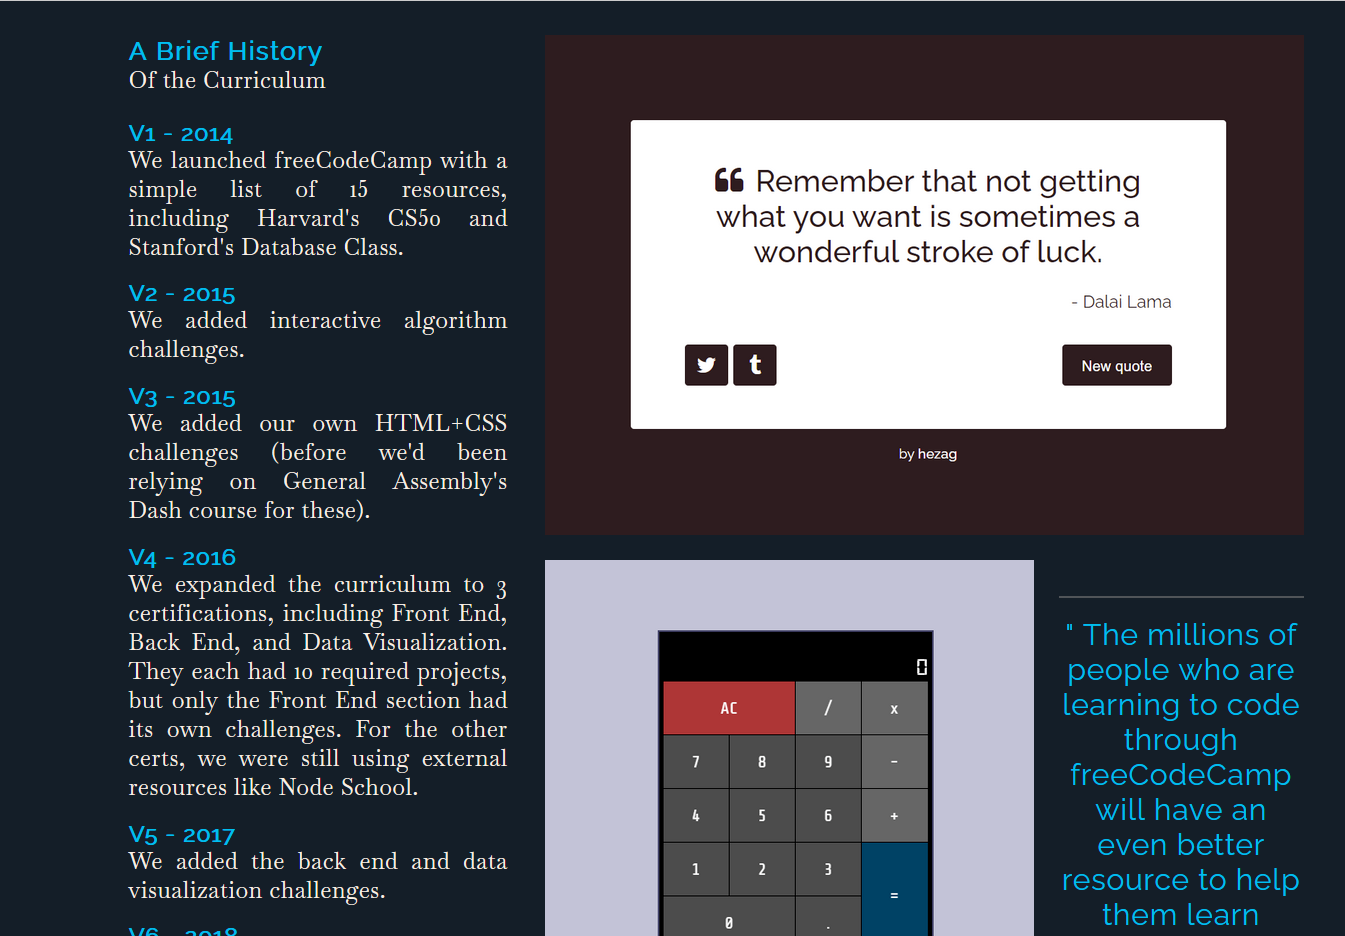 A Brief History
Of the Curriculum
V1 - 2014
We launched freeCodeCamp with a
simple list of 15 resources,
including Harvard's CS50 and
Stanford's Database Class.
V2 - 2015
We added interactive algorithm
challenges.
V3 - 2015
We added our own HTML+CSS
challenges (before we'd been
relying on General Assembly's
Dash course for these).
V4 - 2016
We expanded the curriculum to 3
certifications, including Front End,
Back End, and Data Visualization.
They each had 10 required projects,
but only the Front End section had
its own challenges. For the other
certs, we were still using external
resources like Node School.
V5 - 2017
We added the back end and data
visualization challenges.
V6 - 2018
❝ Remember that not getting
what you want is sometimes a
wonderful stroke of luck.
- Dalai Lama
t
New quote
by hezag
0
AC / x
7 8 9 -
4 5 6 +
1 2 3 =
0 .
" The millions of
people who are
learning to code
through
freeCodeCamp
will have an
even better
resource to help
them learn